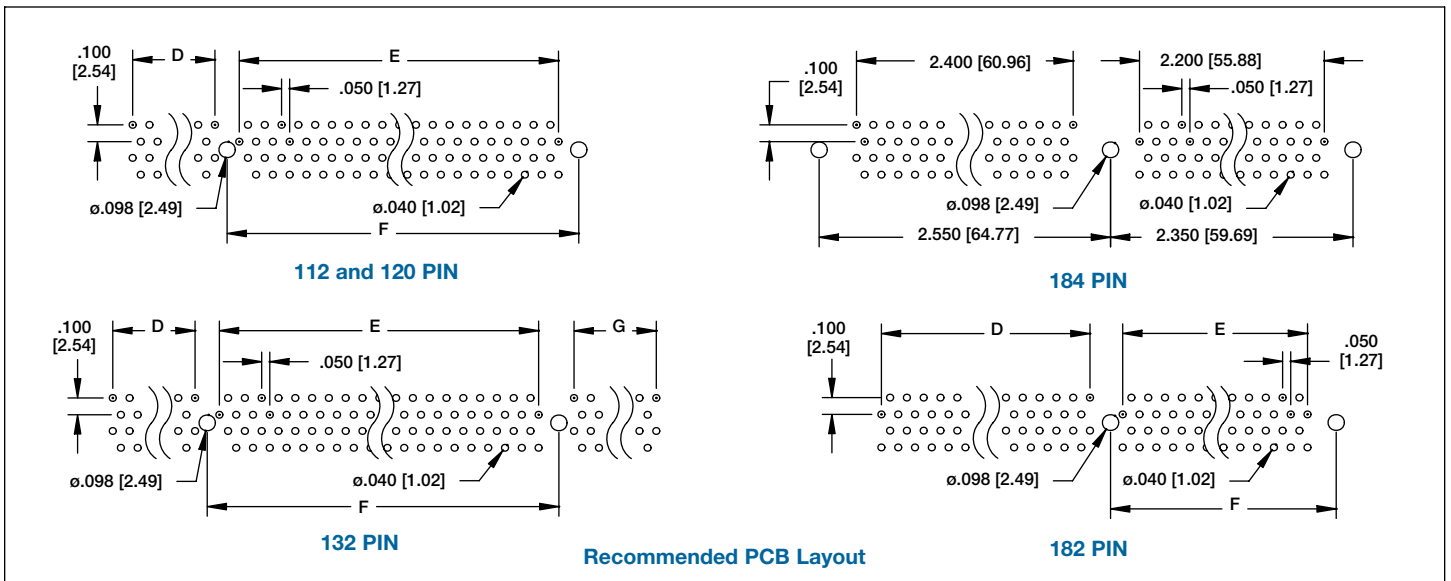 .100
[2.54]
D
E
.050 [1.27]
ø.098 [2.49]
ø.040 [1.02]
F
112 and 120 PIN
.100
[2.54]
2.400 [60.96]
2.200 [55.88]
.050 [1.27]
ø.098 [2.49]
ø.040 [1.02]
2.550 [64.77]
2.350 [59.69]
184 PIN
.100
[2.54]
D
E
G
.050 [1.27]
ø.098 [2.49]
ø.040 [1.02]
F
132 PIN
.100
[2.54]
D
E
.050
[1.27]
ø.098 [2.49]
ø.040 [1.02]
F
182 PIN
Recommended PCB Layout